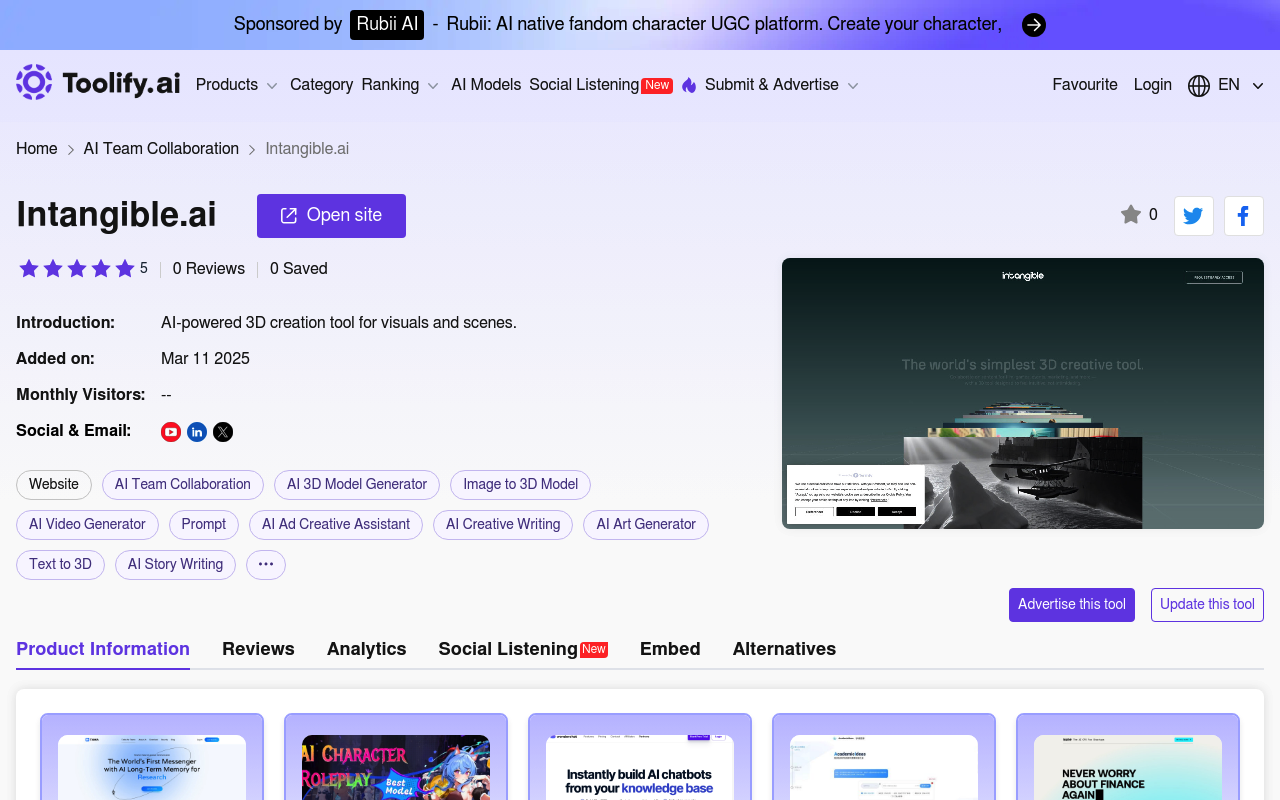 Sponsored by Rubii AI - Rubii: AI native fandom character UGC platform. Create your character,
Toolify.ai Products Category Ranking AI Models Social Listening New Submit & Advertise Favourite Login EN
Home > AI Team Collaboration > Intangible.ai
Intangible.ai Open site 0
5 0 Reviews 0 Saved
Introduction: AI-powered 3D creation tool for visuals and scenes.
Added on: Mar 11 2025
Monthly Visitors: --
Social & Email:
Website AI Team Collaboration AI 3D Model Generator Image to 3D Model
AI Video Generator Prompt AI Ad Creative Assistant AI Creative Writing AI Art Generator
Text to 3D AI Story Writing ...
intangible
The world's simplest 3D creative tool.
Advertise this tool Update this tool
Product Information Reviews Analytics Social Listening New Embed Alternatives
The World's First Messenger
with AI Long-Term Memory for
Research
AI CHARACTER
ROLEPLAY
Best
Model
Instantly build AI chatbots
from your knowledge base
AcademicIdeas
NEVER WORRY
ABOUT FINANCE
AGAIN